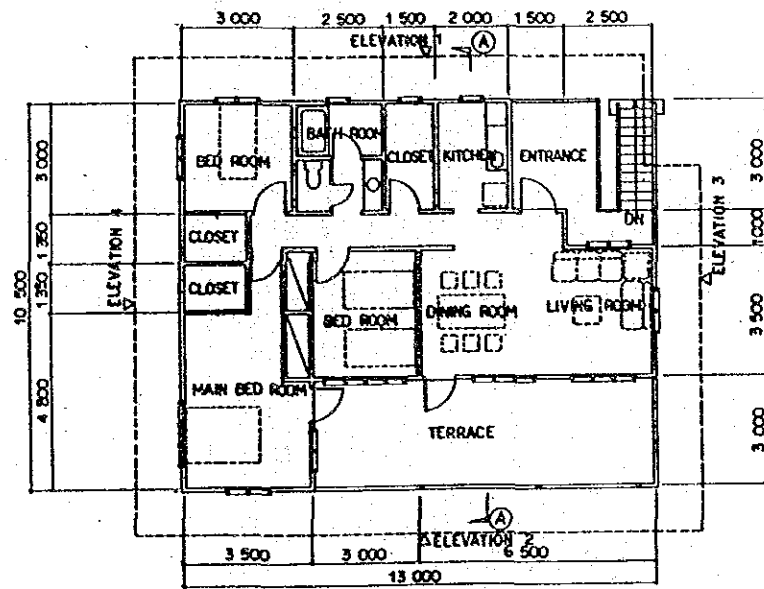 3 000 2 500 1 500 2 000 1 500 2 500
ELEVATION 1 A
BATH ROOM
BED ROOM CLOSET KITCHEN ENTRANCE
3 000 3 000
DN
CLOSET
ELEVATION 4 1 350 1 000 ELEVATION 3
CLOSET
10 500 1 350 3 500
BED ROOM DINING ROOM LIVING ROOM
MAIN BED ROOM
4 800 TERRACE 3 000
A
ELEVATION 2
3 500 3 000 6 500
13 000